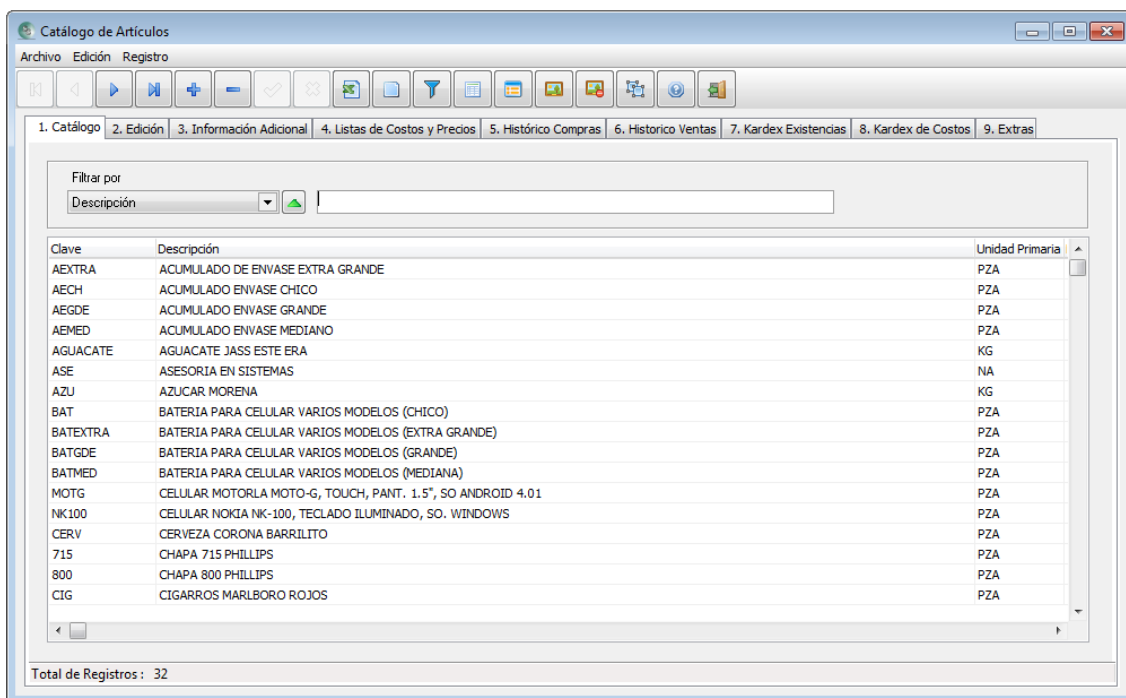 Catálogo de Artículos
Archivo Edición Registro
1. Catálogo 2. Edición 3. Información Adicional 4. Listas de Costos y Precios 5. Histórico Compras 6. Historico Ventas 7. Kardex Existencias 8. Kardex de Costos 9. Extras
Filtrar por
Descripción
Clave Descripción Unidad Primaria
AEXTRA ACUMULADO DE ENVASE EXTRA GRANDE PZA
AECH ACUMULADO ENVASE CHICO PZA
AEGDE ACUMULADO ENVASE GRANDE PZA
AEMED ACUMULADO ENVASE MEDIANO PZA
AGUACATE AGUACATE JASS ESTE ERA KG
ASE ASESORIA EN SISTEMAS NA
AZU AZUCAR MORENA KG
BAT BATERIA PARA CELULAR VARIOS MODELOS (CHICO) PZA
BATEXTRA BATERIA PARA CELULAR VARIOS MODELOS (EXTRA GRANDE) PZA
BATGDE BATERIA PARA CELULAR VARIOS MODELOS (GRANDE) PZA
BATMED BATERIA PARA CELULAR VARIOS MODELOS (MEDIANA) PZA
MOTG CELULAR MOTORLA MOTO-G, TOUCH, PANT. 1.5", SO ANDROID 4.01 PZA
NK100 CELULAR NOKIA NK-100, TECLADO ILUMINADO, SO. WINDOWS PZA
CERV CERVEZA CORONA BARRILITO PZA
715 CHAPA 715 PHILLIPS PZA
800 CHAPA 800 PHILLIPS PZA
CIG CIGARROS MARLBORO ROJOS PZA
Total de Registros : 32